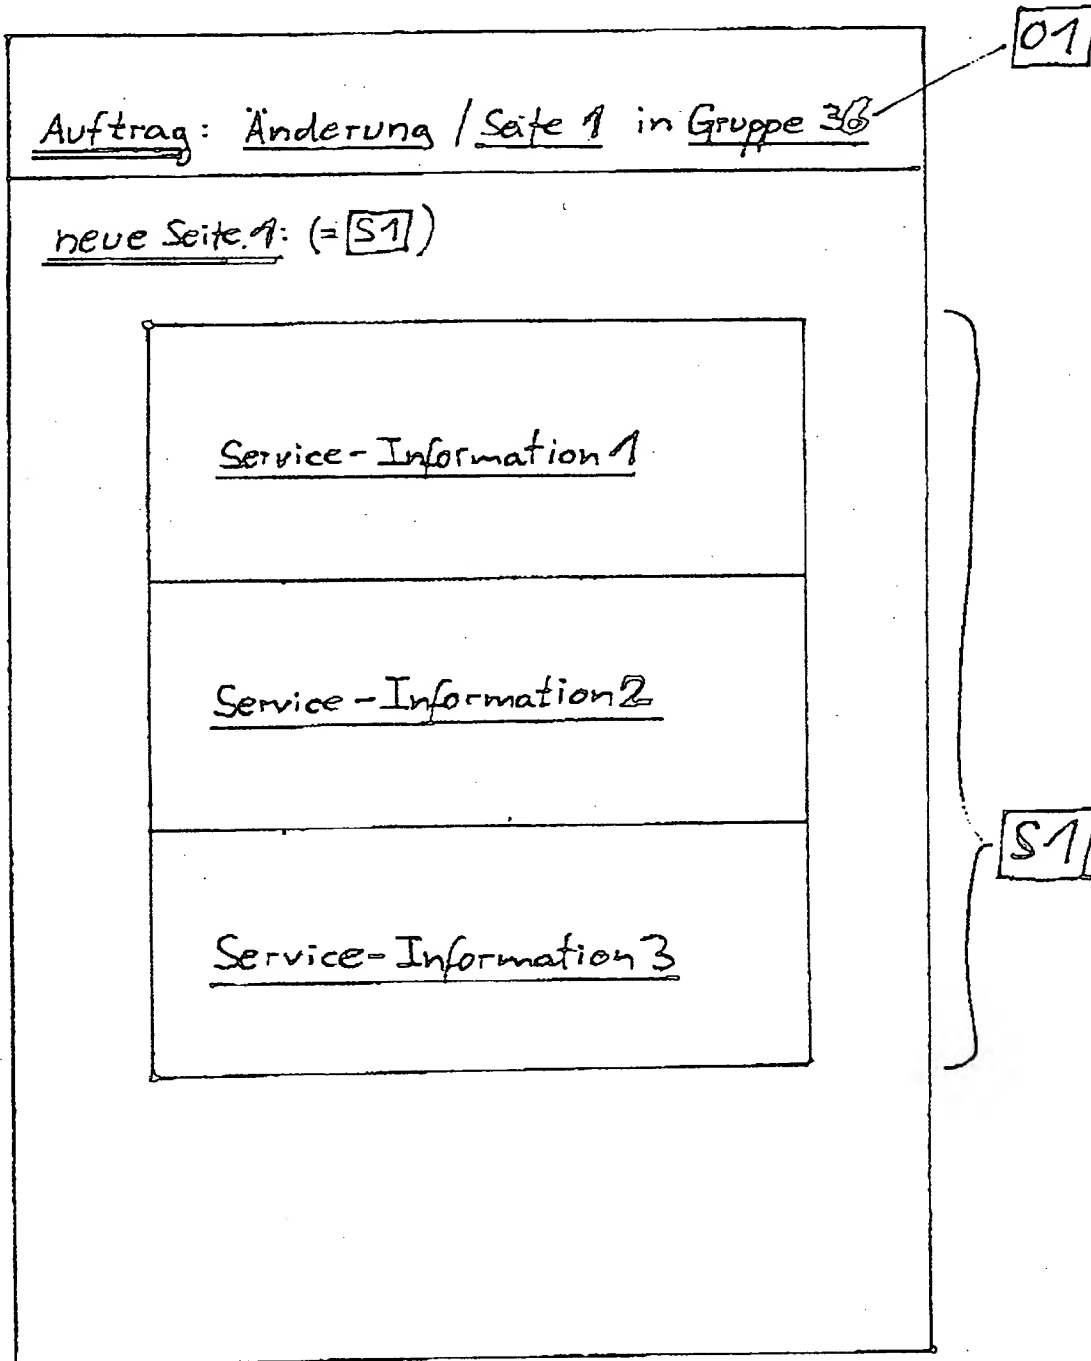 O1
Auftrag: Änderung / Seite 1 in Gruppe 36
neue Seite 1: (= S1)
Service-Information 1
Service-Information 2
S1
Service-Information 3